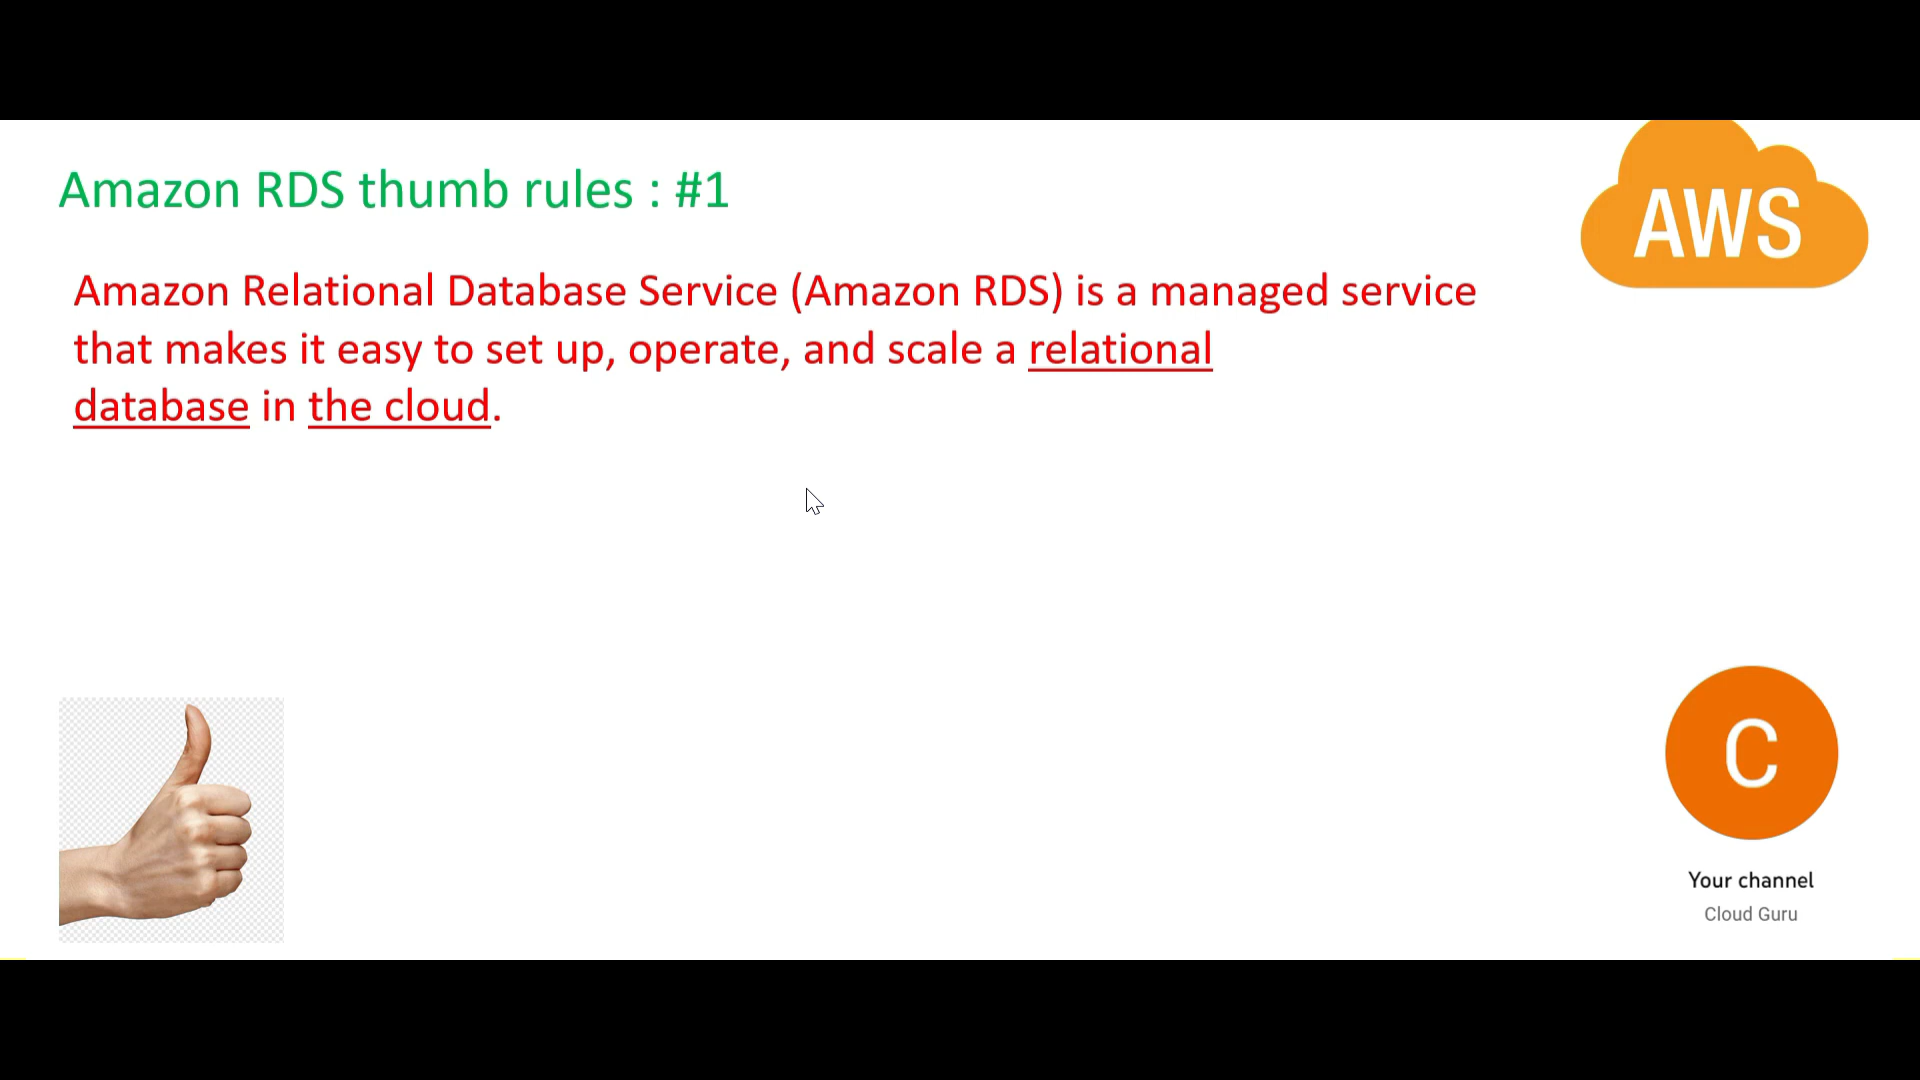 Amazon RDS thumb rules : #1
AWS
Amazon Relational Database Service (Amazon RDS) is a managed service
that makes it easy to set up, operate, and scale a relational
database in the cloud.
C
Your channel
Cloud Guru